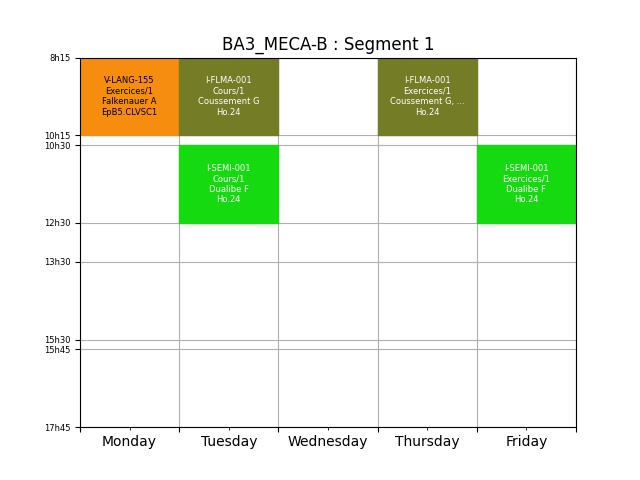 BA3_MECA-B : Segment 1
8h15
V-LANG-155
Exercices/1
Falkenauer A
EpB5.CLVSC1
I-FLMA-001
Cours/1
Coussement G
Ho.24
I-FLMA-001
Exercices/1
Coussement G, ...
Ho.24
10h15
10h30
I-SEMI-001
Cours/1
Dualibe F
Ho.24
I-SEMI-001
Exercices/1
Dualibe F
Ho.24
12h30
13h30
15h30
15h45
17h45
Monday Tuesday Wednesday Thursday Friday